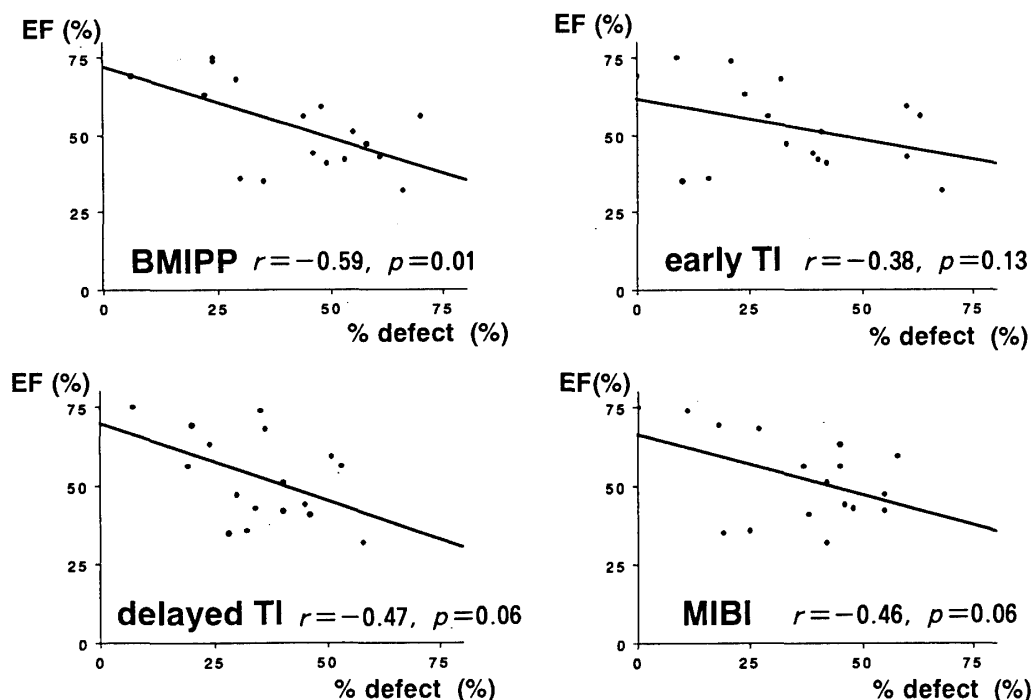 EF (%)
75
50
25
0
BMIPP r=−0.59, p=0.01
0 25 50 75
% defect (%)
EF (%)
75
50
25
0
early Tl r=−0.38, p=0.13
0 25 50 75
% defect (%)
EF (%)
75
50
25
0
delayed Tl r=−0.47, p=0.06
0 25 50 75
% defect (%)
EF(%)
75
50
25
0
MIBI r=−0.46, p=0.06
0 25 50 75
% defect (%)